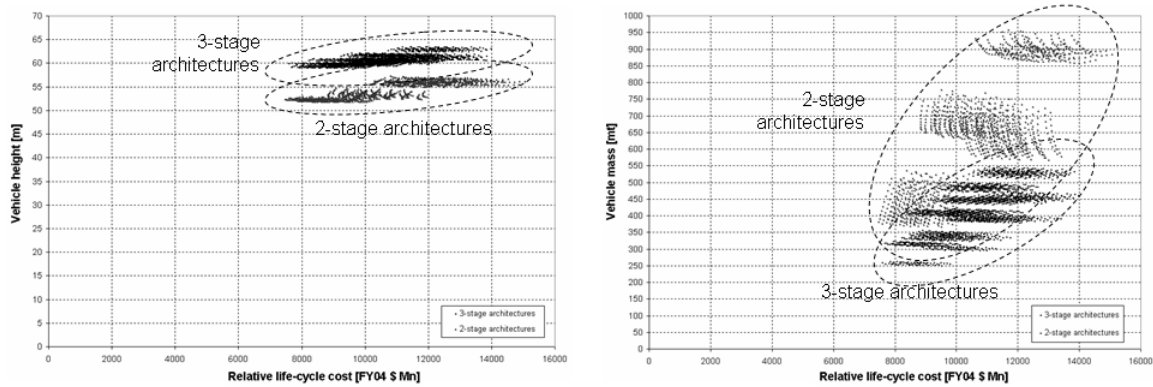 70
65
60
55
50
45
40
35
30
25
20
15
10
5
0
Vehicle height [m]
3-stage
architectures
2-stage architectures
3-stage architectures
2-stage architectures
0 2000 4000 6000 8000 10000 12000 14000 16000
Relative life-cycle cost [FY04 $ Mn]
1000
950
900
850
800
750
700
650
600
550
500
450
400
350
300
250
200
150
100
50
0
Vehicle mass [mt]
2-stage
architectures
3-stage architectures
3-stage architectures
2-stage architectures
0 2000 4000 6000 8000 10000 12000 14000 16000
Relative life-cycle cost [FY04 $ Mn]